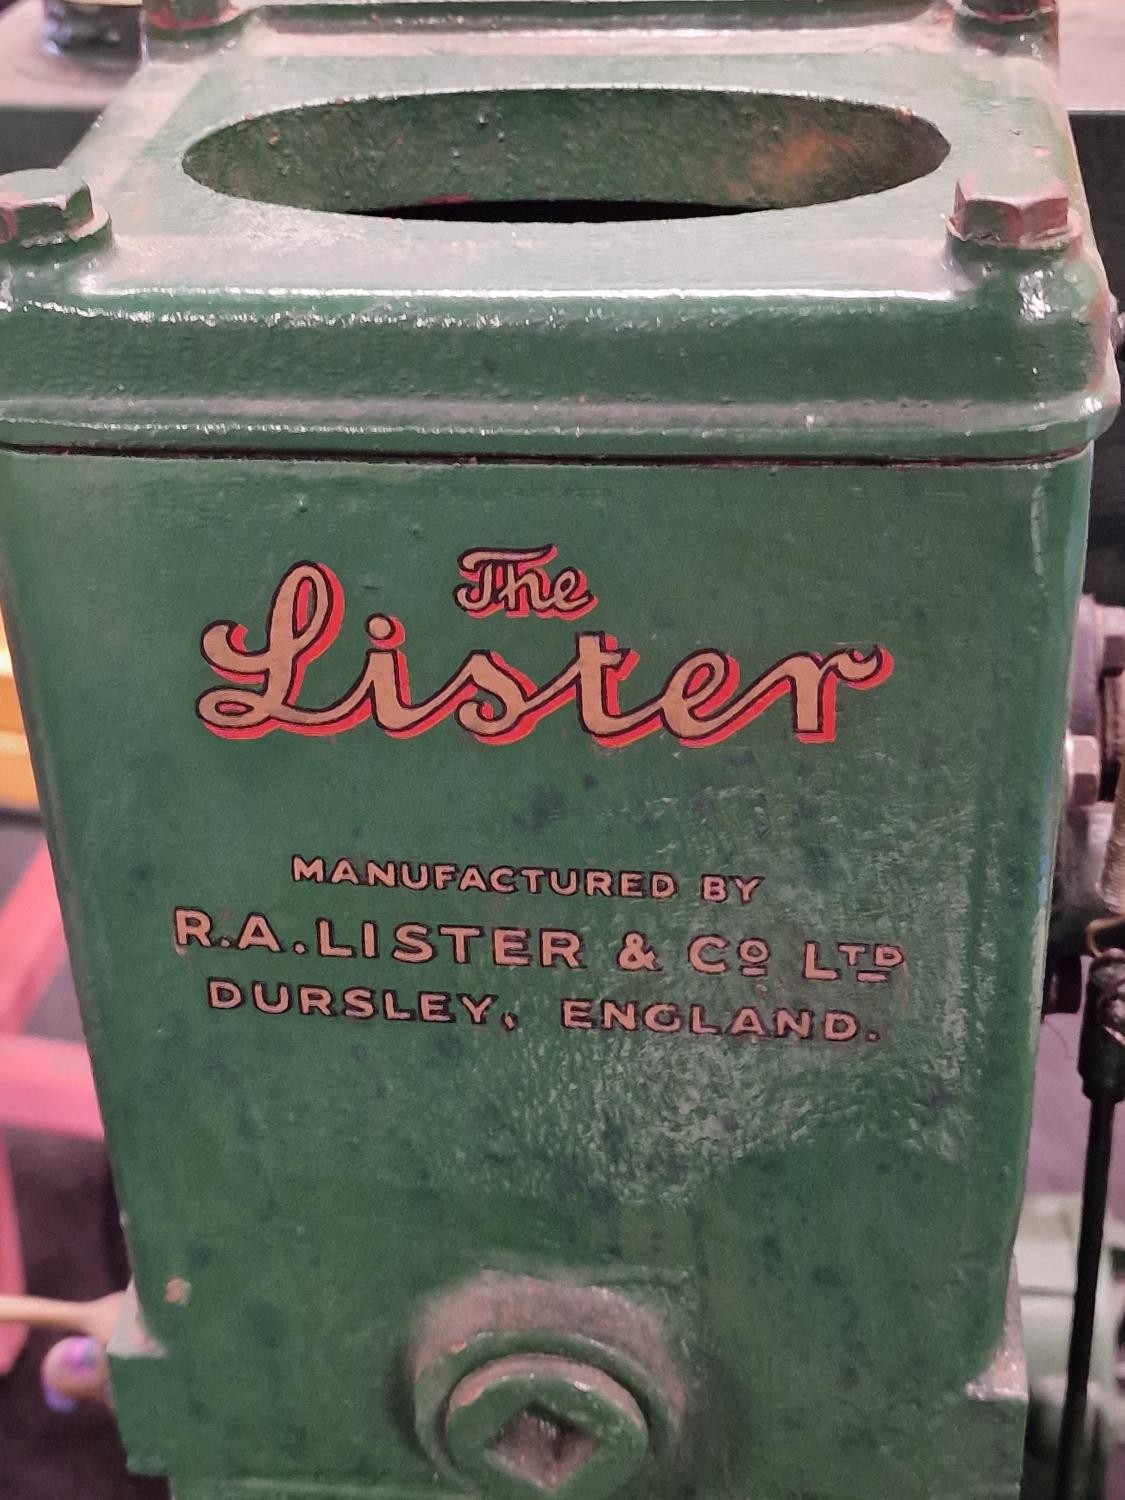 The
Lister
MANUFACTURED BY
R.A. LISTER & Cº LTD
DURSLEY, ENGLAND.